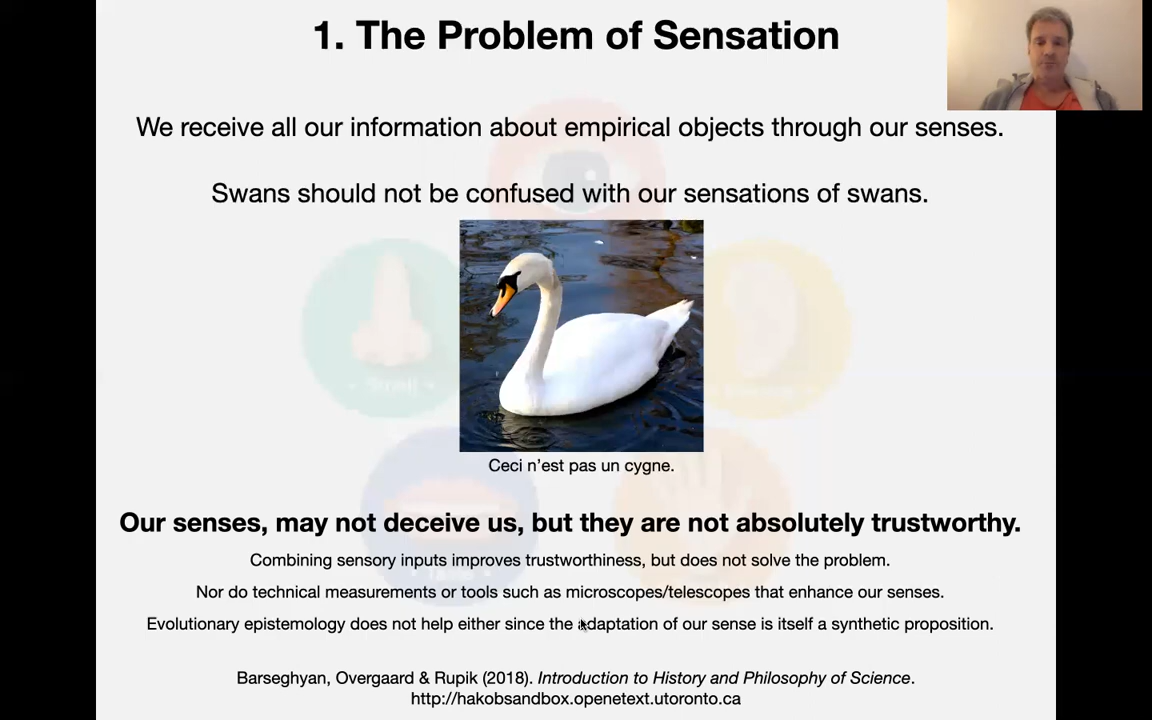 1. The Problem of Sensation
We receive all our information about empirical objects through our senses.
Swans should not be confused with our sensations of swans.
Ceci n'est pas un cygne.
Our senses, may not deceive us, but they are not absolutely trustworthy.
Combining sensory inputs improves trustworthiness, but does not solve the problem.
Nor do technical measurements or tools such as microscopes/telescopes that enhance our senses.
Evolutionary epistemology does not help either since the adaptation of our sense is itself a synthetic proposition.
Barseghyan, Overgaard & Rupik (2018). Introduction to History and Philosophy of Science.
http://hakobsandbox.openetext.utoronto.ca